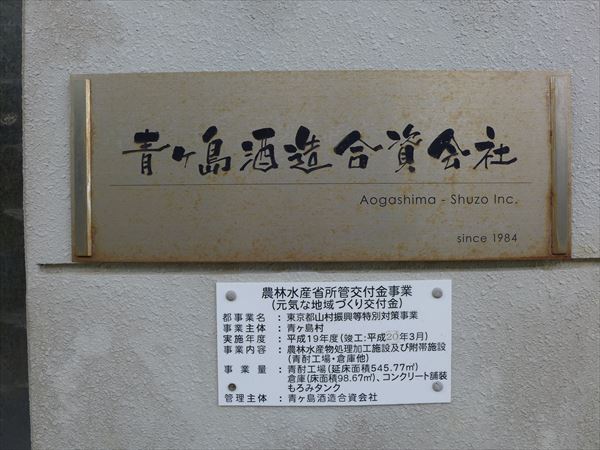 青ヶ島酒造合資会社
Aogashima - Shuzo Inc.
since 1984
農林水産省所管交付金事業
(元気な地域づくり交付金)
都事業名 : 東京都山村振興等特別対策事業
事業主体 : 青ヶ島村
実施年度 : 平成19年度(竣工:平成20年3月)
事業内容 : 農林水産物処理加工施設及び附帯施設
(青酎工場・倉庫他)
事業量 : 青酎工場(延床面積545.77㎡)
倉庫(床面積98.67㎡)、コンクリート舗装
もろみタンク
管理主体 : 青ヶ島酒造合資会社